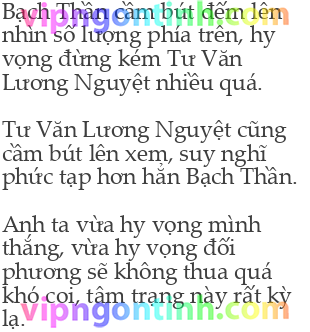 Bạch Thần cầm bút đếm lên
vipngontinh.com
nhìn số lượng phía trên, hy
vọng đừng kém Tư Văn
Lương Nguyệt nhiều quá.
Tư Văn Lương Nguyệt cũng
cầm bút lên xem, suy nghĩ
phức tạp hơn hẳn Bạch Thần.
Anh ta vừa hy vọng mình
thắng, vừa hy vọng đối
phương sẽ không thua quá
khó coi, tâm trạng này rất kỳ
vipngontinh.com
lạ.